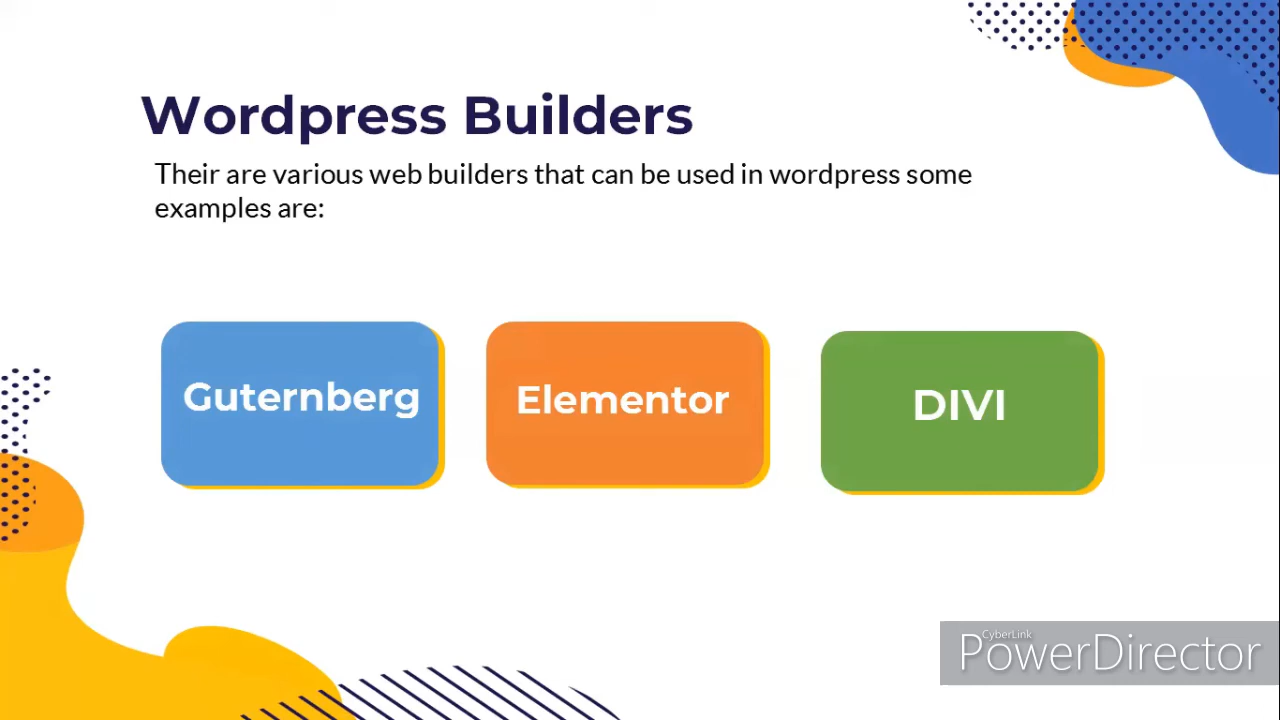 Wordpress Builders
Their are various web builders that can be used in wordpress some
examples are:
Guternberg
Elementor
DIVI
CyberLink
PowerDirector